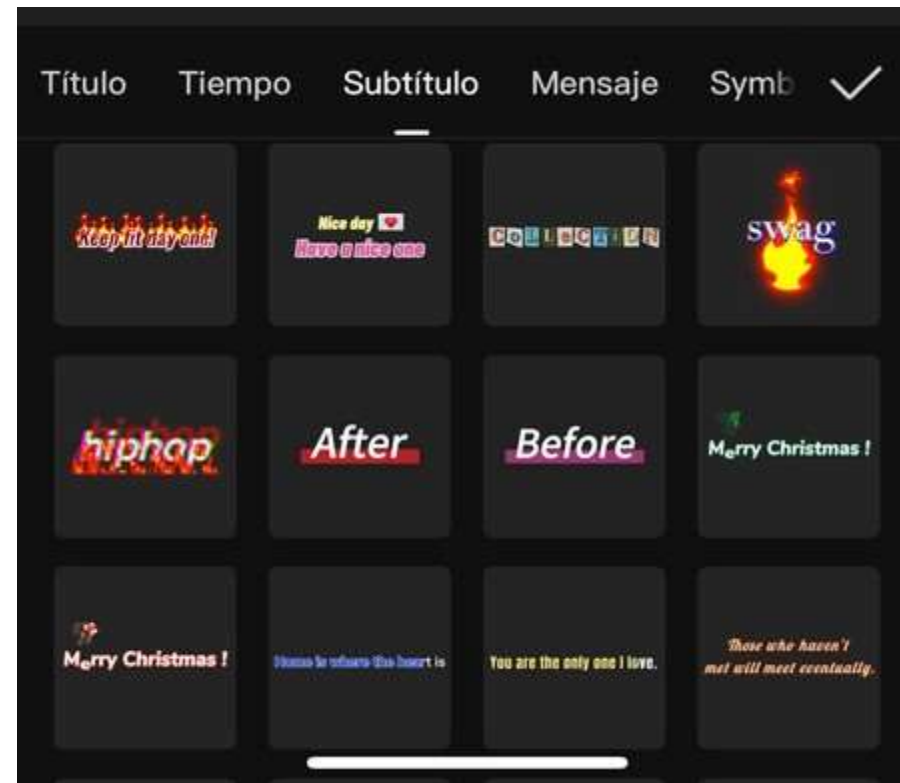 Título Tiempo Subtítulo Mensaje Symb
Keep fit day one!
Nice day
Have a nice one
CoLLeCTIoN
swag
hiphop
After
Before
Merry Christmas !
Merry Christmas !
Home is where the heart is
You are the only one I love.
Those who haven't
met will meet eventually.